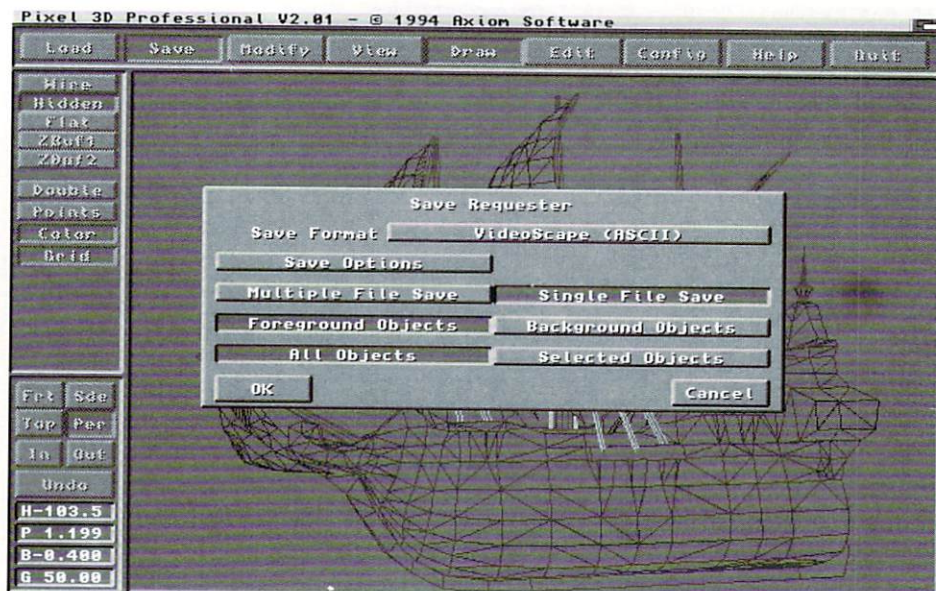 Pixel 3D Professional V2.01 - © 1994 Axiom Software
Load Save Modify View Draw Edit Config Help Quit
Wire
Hidden
Flat
ZBuf1
ZBuf2
Double
Points
Color
Grid
Save Requester
Save Format VideoScape (ASCII)
Save Options
Multiple File Save Single File Save
Foreground Objects Background Objects
All Objects Selected Objects
OK Cancel
Frt Sde
Top Per
In Out
Undo
H-103.5
P 1.199
B-0.400
G 50.00